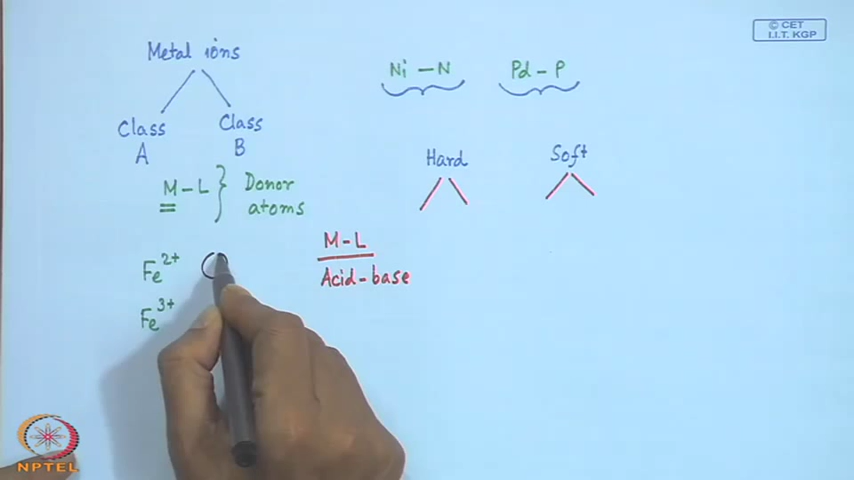 © CET
I.I.T. KGP
Metal ions
Class A
Class B
M - L } Donor atoms
Fe2+
Fe3+
Ni - N
Pd - P
Hard
Soft
M - L
Acid - base
NPTEL